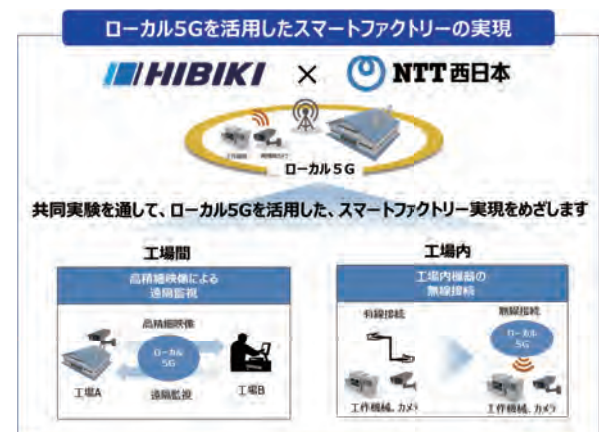 ローカル5Gを活用したスマートファクトリーの実現
HIBIKI × NTT西日本
工作機械
ローカル5G
共同実験を通して、ローカル5Gを活用した、スマートファクトリー実現をめざします
工場間
高精細映像による
遠隔監視
高精細映像
ローカル
5G
工場A
遠隔監視
工場B
工場内
工場内機器の
無線接続
有線接続
無線接続
ローカル
5G
工作機械、カメラ
工作機械、カメラ